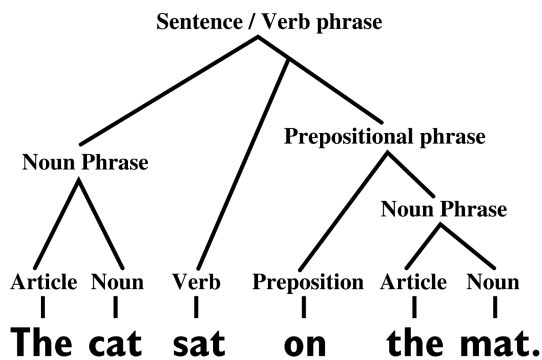 Sentence / Verb phrase
Prepositional phrase
Noun Phrase
Noun Phrase
Article Noun Verb Preposition Article Noun
The cat sat on the mat.